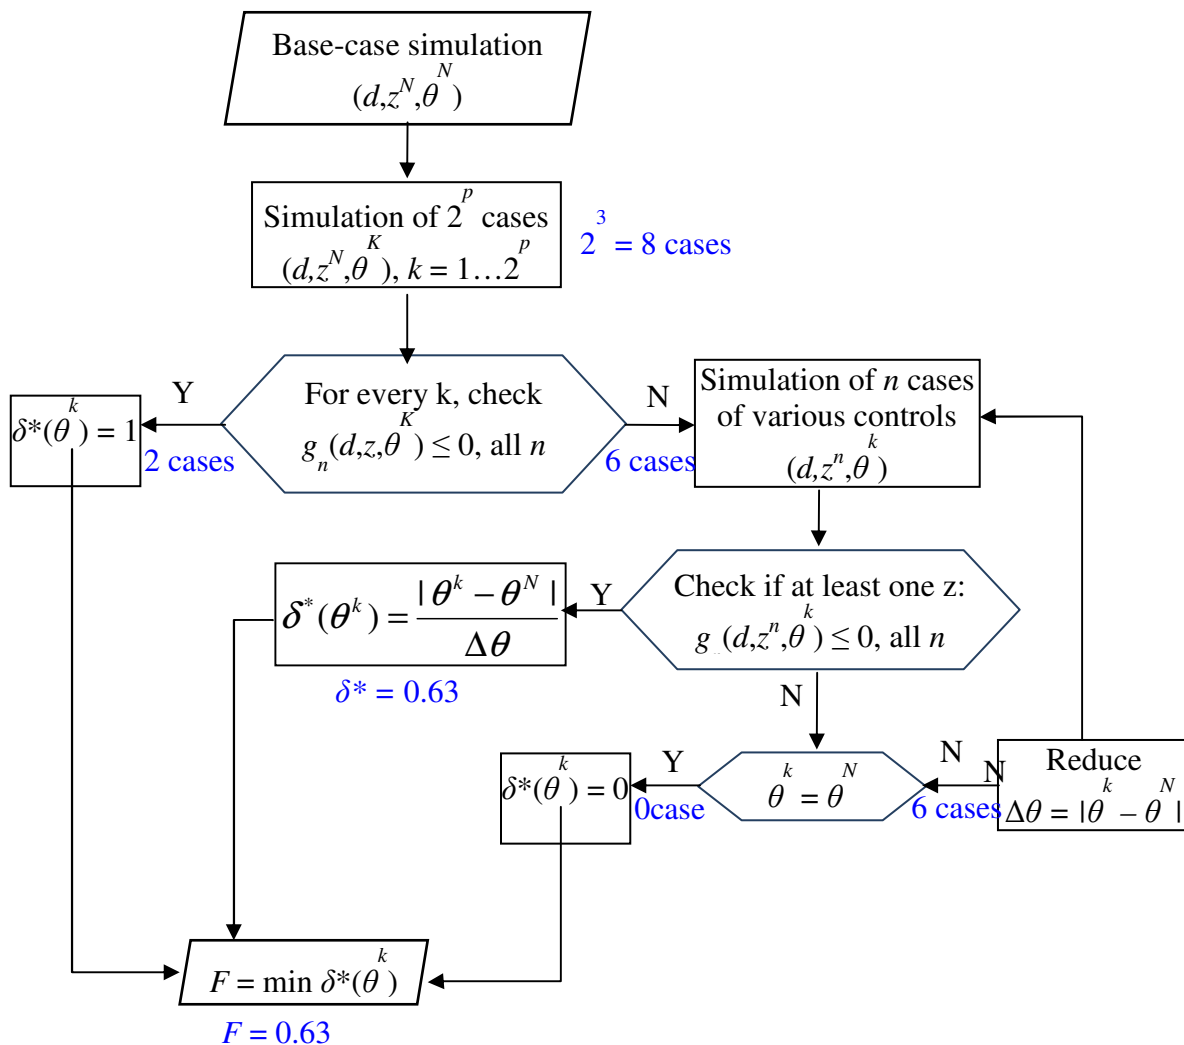 Base-case simulation
(d,z^N,θ^N)
Simulation of 2^p cases
(d,z^N,θ^K), k = 1…2^p
2^3 = 8 cases
For every k, check
g_n(d,z,θ^K) ≤ 0, all n
Y
δ*(θ^k) = 1
2 cases
N
6 cases
Simulation of n cases
of various controls
(d,z^n,θ^k)
Check if at least one z:
g_n(d,z^n,θ^k) ≤ 0, all n
Y
δ*(θ^k) = |θ^k − θ^N| / Δθ
δ* = 0.63
N
θ^k = θ^N
Y
0case
δ*(θ^k) = 0
N
N
6 cases
Reduce
Δθ = |θ^k − θ^N|
F = min δ*(θ^k)
F = 0.63